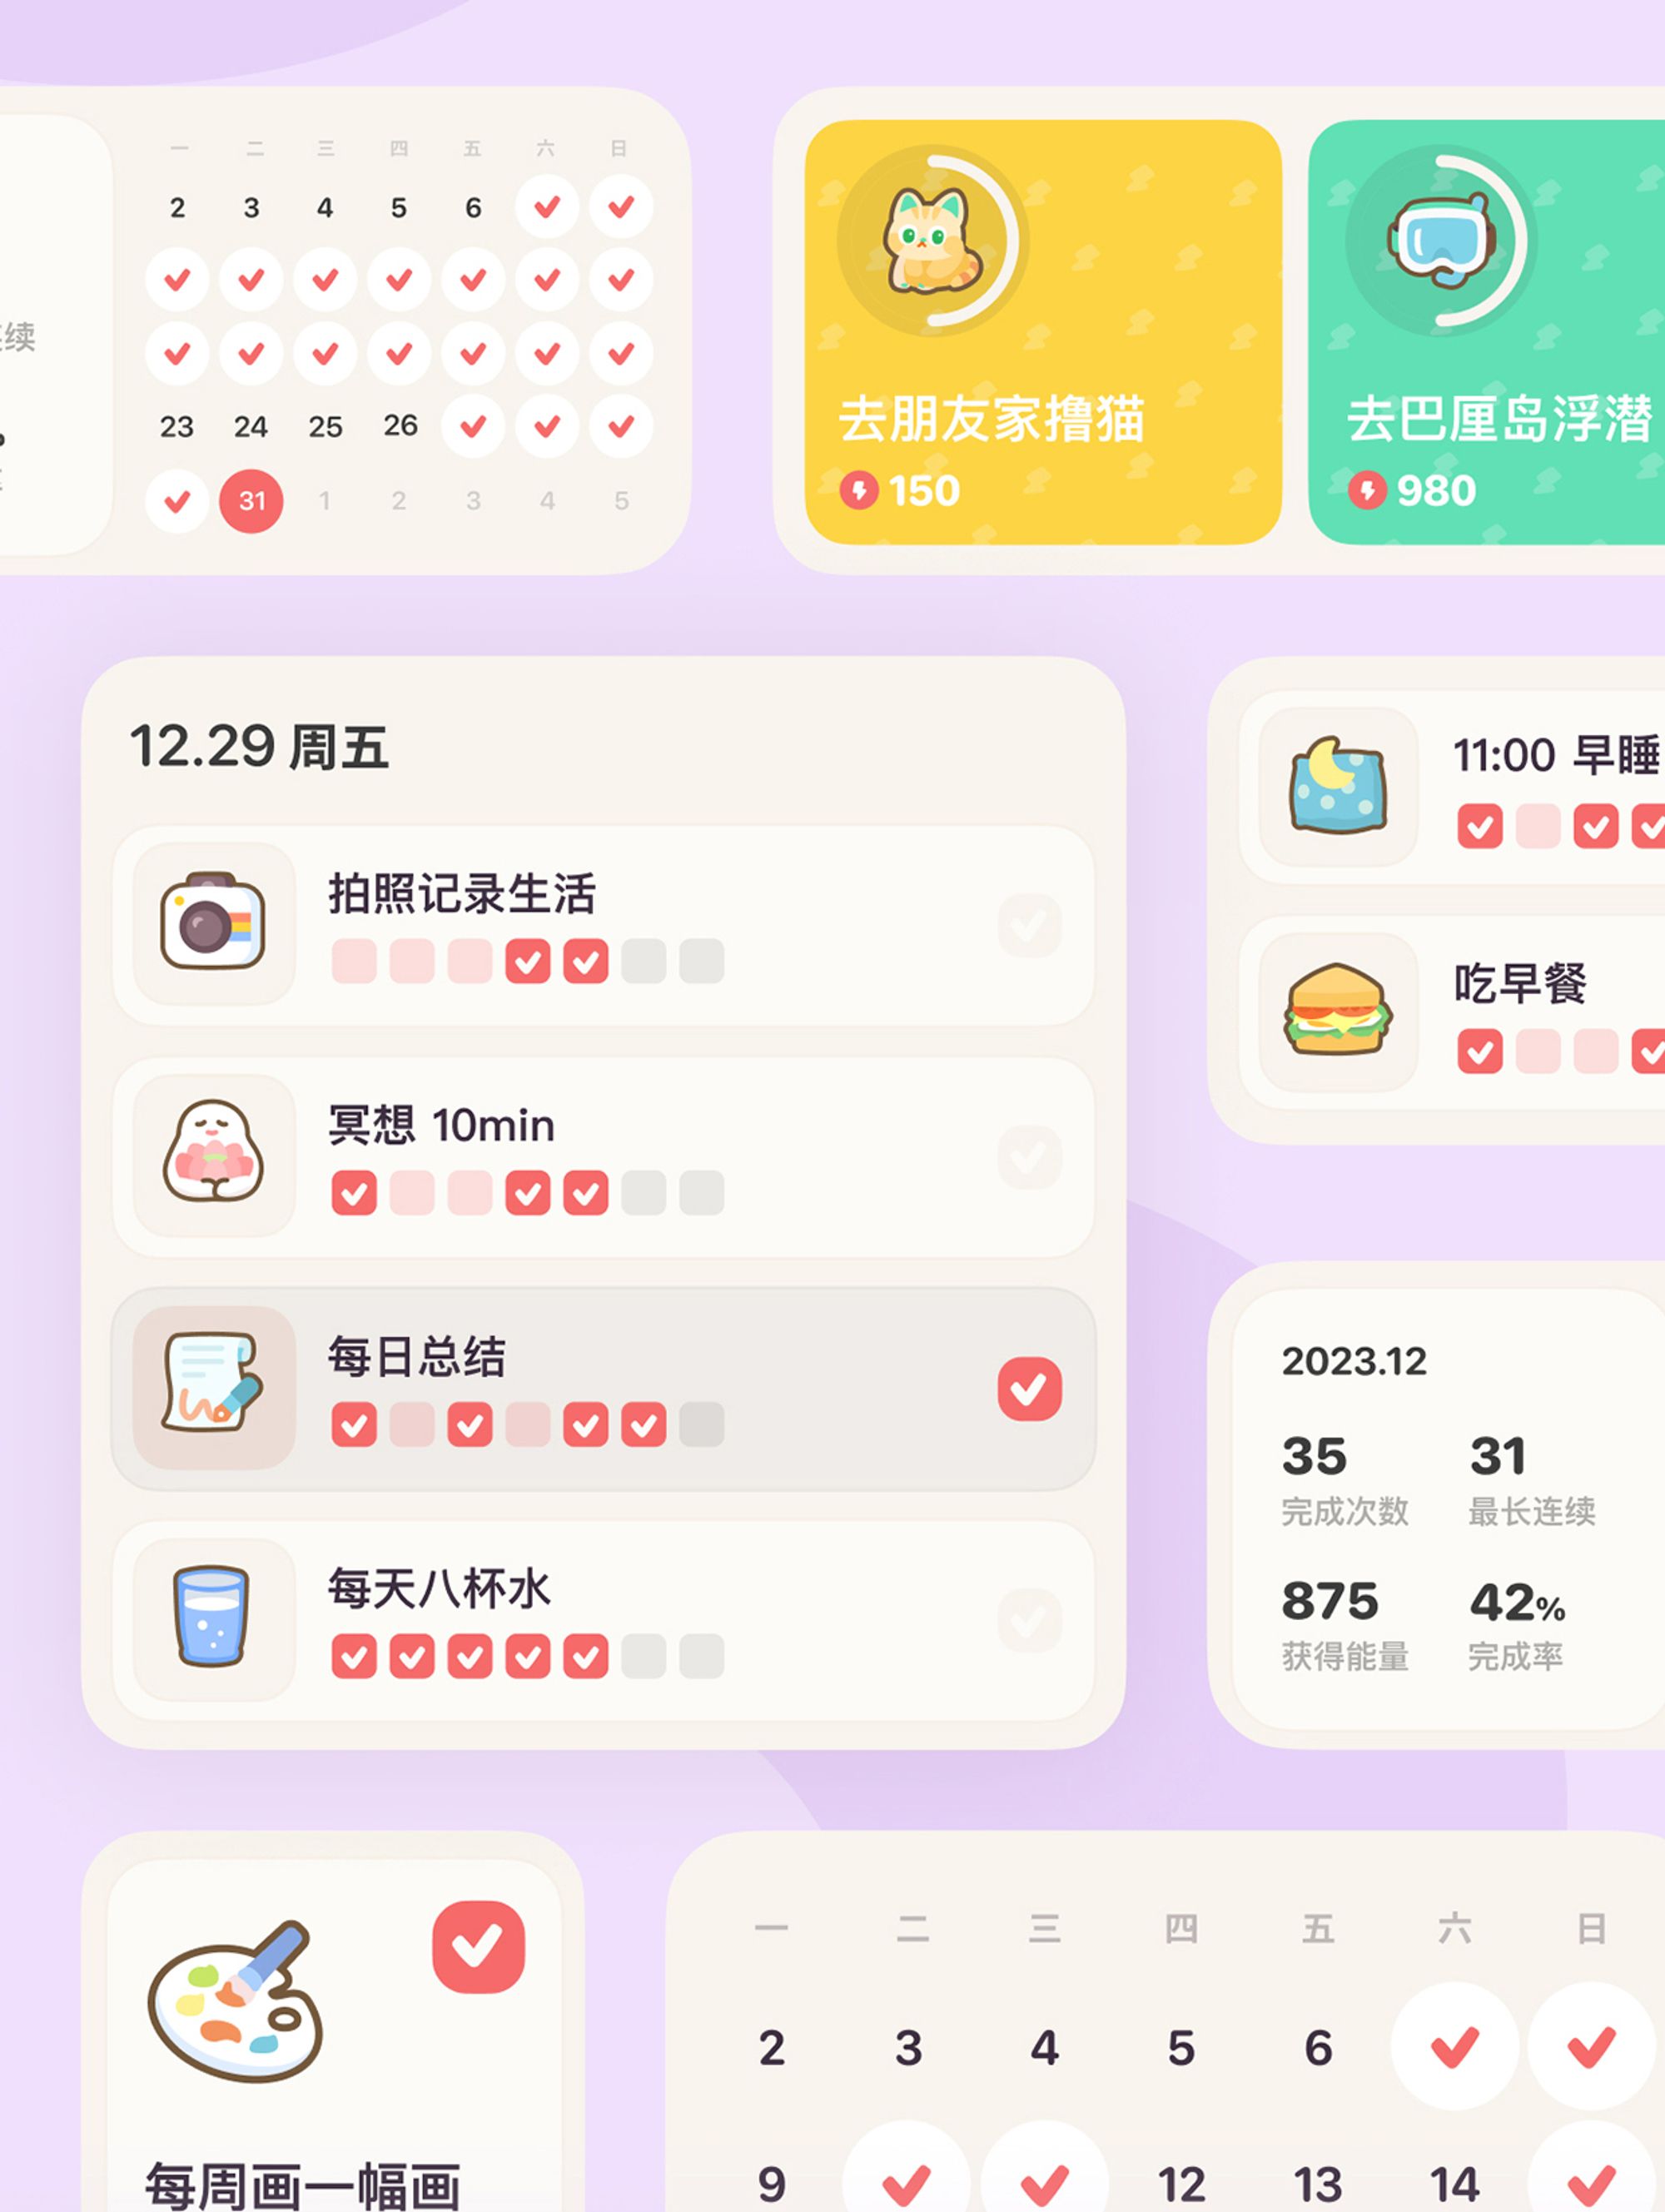 续
一 二 三 四 五 六 日
2 3 4 5 6
23 24 25 26
31 1 2 3 4 5
去朋友家撸猫
150
去巴厘岛浮潜
980
12.29 周五
拍照记录生活
冥想 10min
每日总结
每天八杯水
11:00 早睡
吃早餐
2023.12
35 31
完成次数 最长连续
875 42%
获得能量 完成率
每周画一幅画
一 二 三 四 五 六 日
2 3 4 5 6
9 12 13 14